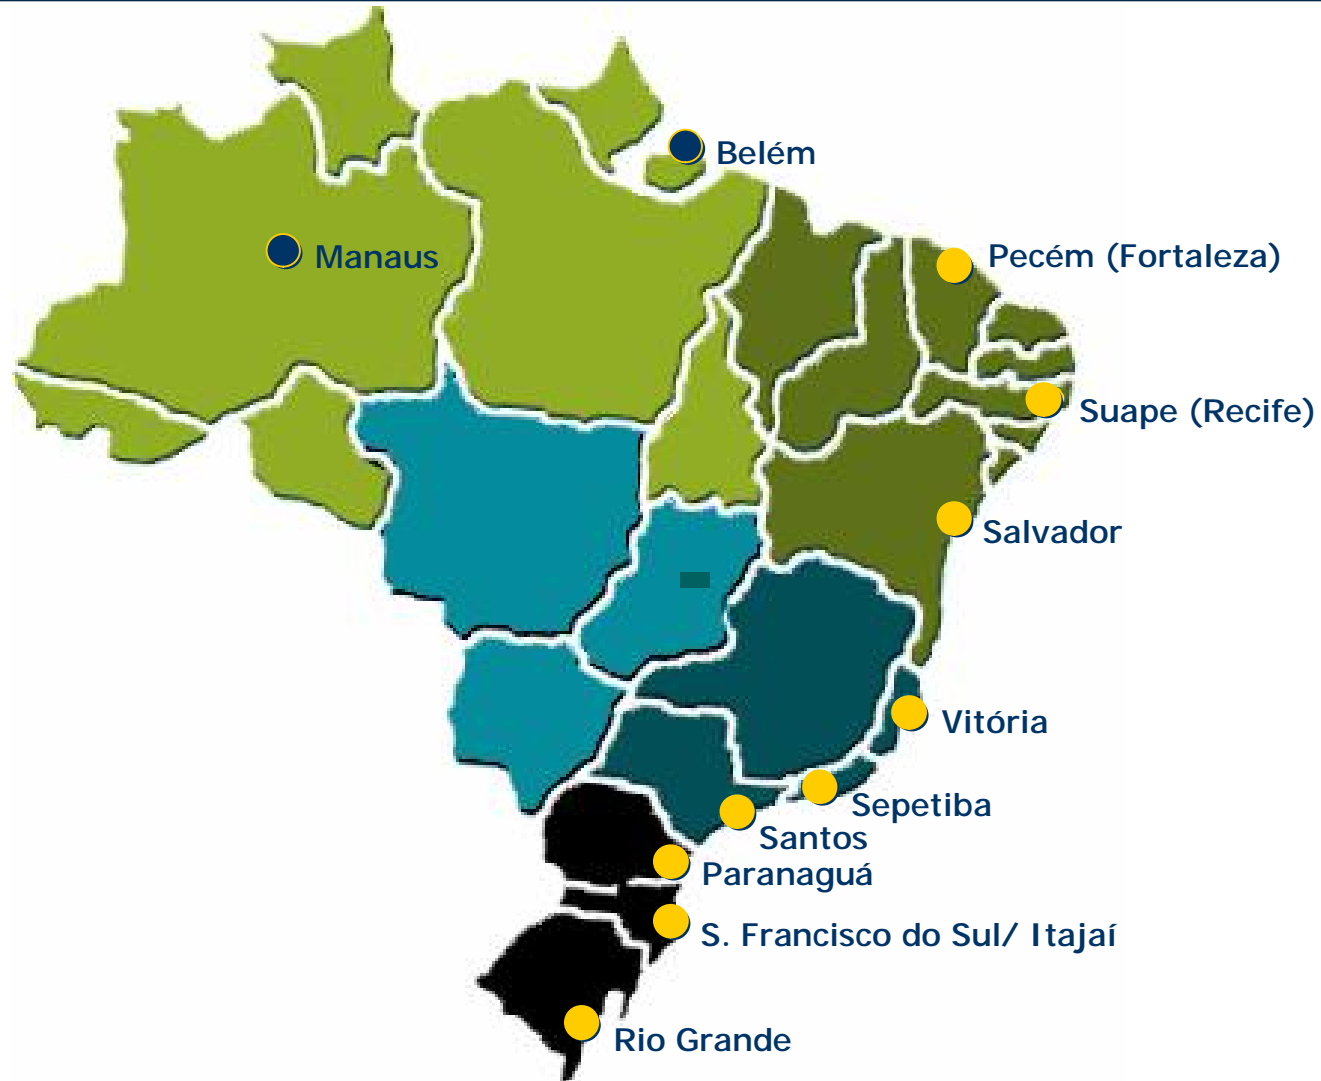 Belém
Manaus
Pecém (Fortaleza)
Suape (Recife)
Salvador
Vitória
Sepetiba
Santos
Paranaguá
S. Francisco do Sul/ Itajaí
Rio Grande